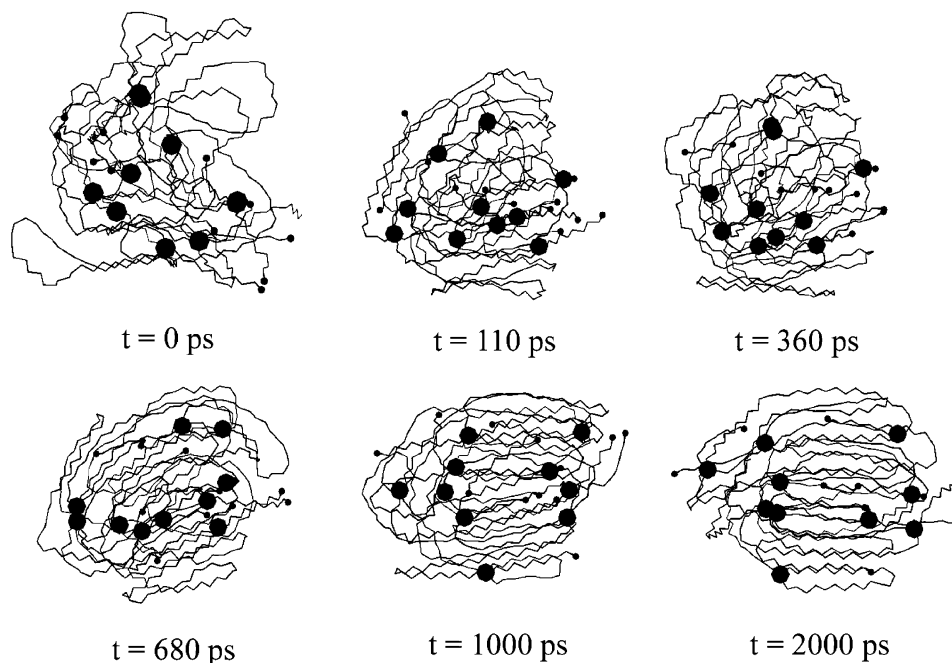 t = 0 ps
t = 110 ps
t = 360 ps
t = 680 ps
t = 1000 ps
t = 2000 ps